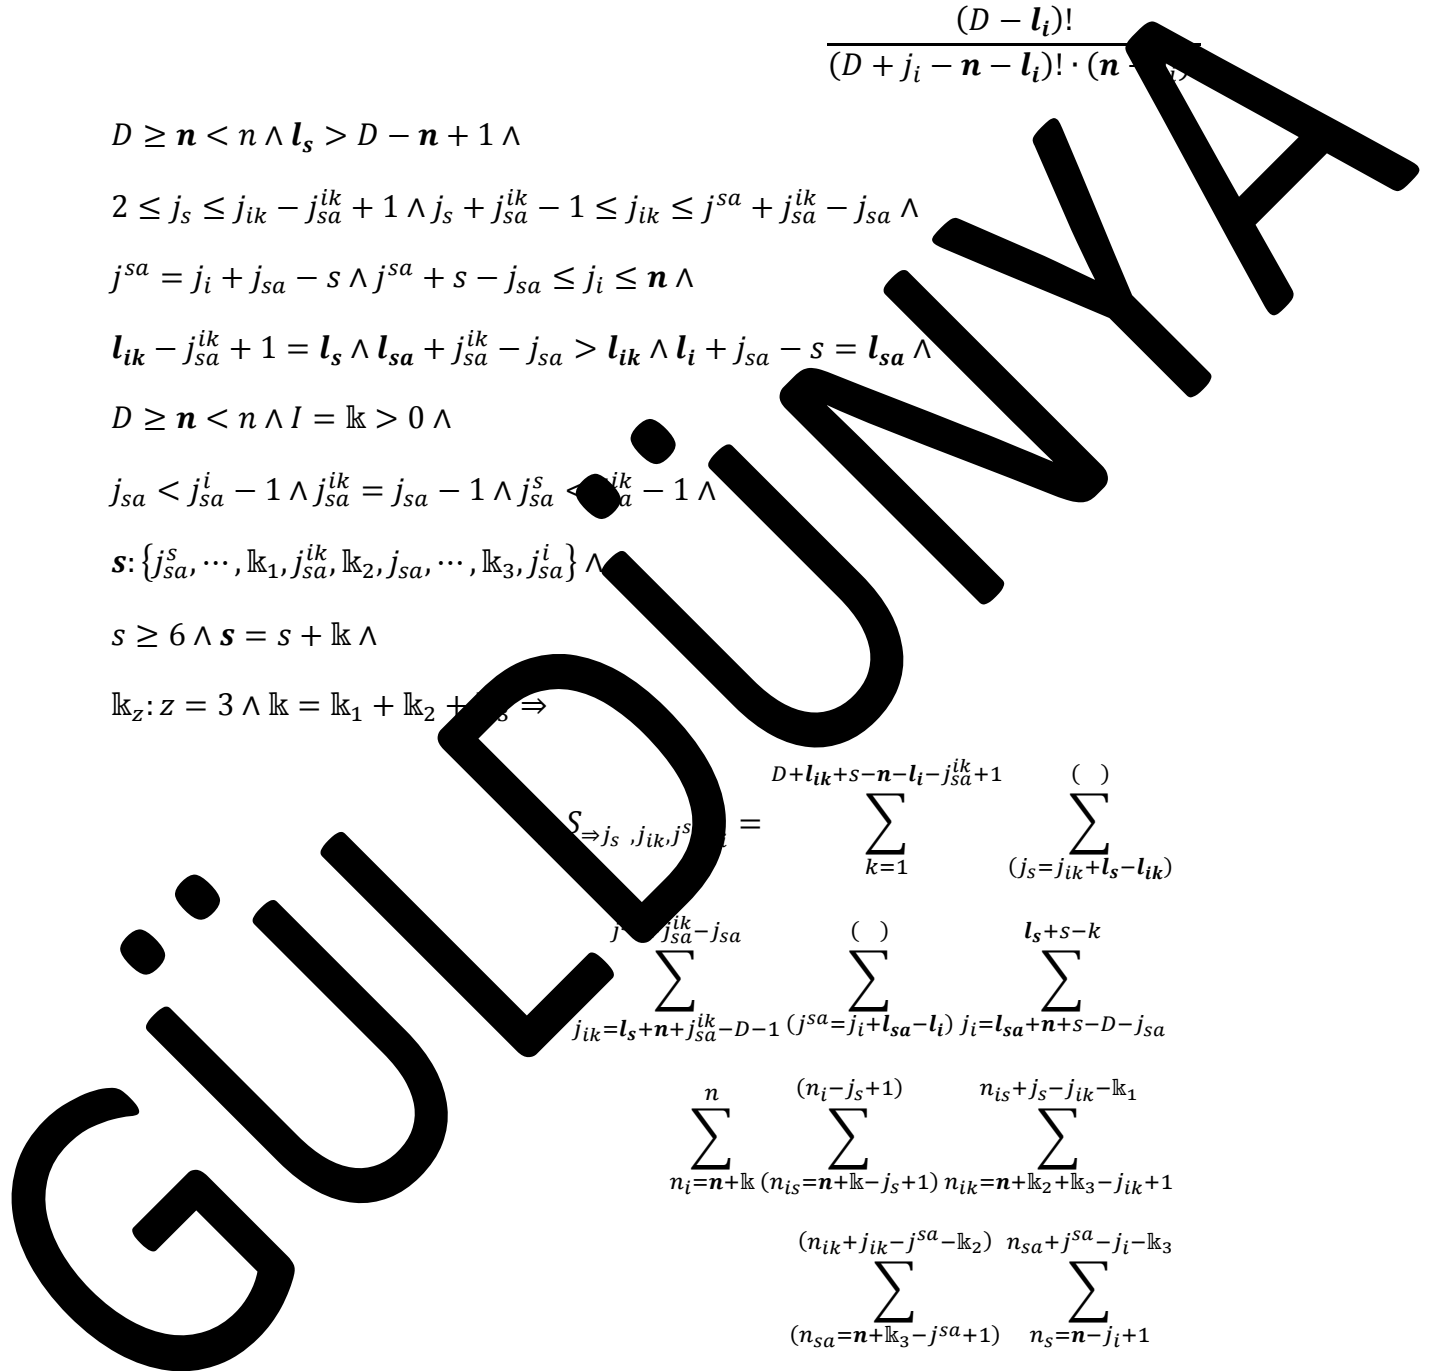 (D − l_i)!
(D + j_i − n − l_i)! · (n
D ≥ n < n ∧ l_s > D − n + 1 ∧
2 ≤ j_s ≤ j_ik − j_sa^ik + 1 ∧ j_s + j_sa^ik − 1 ≤ j_ik ≤ j^sa + j_sa^ik − j_sa ∧
j^sa = j_i + j_sa − s ∧ j^sa + s − j_sa ≤ j_i ≤ n ∧
l_ik − j_sa^ik + 1 = l_s ∧ l_sa + j_sa^ik − j_sa > l_ik ∧ l_i + j_sa − s = l_sa ∧
D ≥ n < n ∧ I = 𝕜 > 0 ∧
j_sa < j_sa^i − 1 ∧ j_sa^ik = j_sa − 1 ∧ j_sa^s < − 1 ∧
s: {j_sa^s, ⋯ , 𝕜_1, j_sa^ik, 𝕜_2, j_sa, ⋯ , 𝕜_3, j_sa^i} ∧
s ≥ 6 ∧ s = s + 𝕜 ∧
𝕜_z: z = 3 ∧ 𝕜 = 𝕜_1 + 𝕜_2 + ⇒
D+l_ik+s−n−l_i−j_sa^ik+1 ( )
S_⇒j_s ,j_ik, = ∑ ∑
k=1 (j_s=j_ik+l_s−l_ik)
j_sa^ik−j_sa ( ) l_s+s−k
∑ ∑ ∑
j_ik=l_s+n+j_sa^ik−D−1 (j^sa=j_i+l_sa−l_i) j_i=l_sa+n+s−D−j_sa
n (n_i−j_s+1) n_is+j_s−j_ik−𝕜_1
∑ ∑ ∑
n_i=n+𝕜 (n_is=n+𝕜−j_s+1) n_ik=n+𝕜_2+𝕜_3−j_ik+1
(n_ik+j_ik−j^sa−𝕜_2) n_sa+j^sa−j_i−𝕜_3
∑ ∑
(n_sa=n+𝕜_3−j^sa+1) n_s=n−j_i+1
GÜLDÜNYA